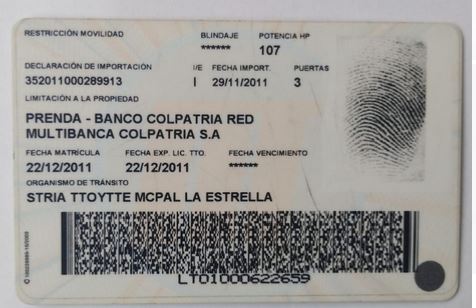 RESTRICCIÓN MOVILIDAD BLINDAJE POTENCIA HP
****** 107
DECLARACIÓN DE IMPORTACIÓN I/E FECHA IMPORT. PUERTAS
352011000289913 I 29/11/2011 3
LIMITACIÓN A LA PROPIEDAD
PRENDA - BANCO COLPATRIA RED
MULTIBANCA COLPATRIA S.A
FECHA MATRÍCULA FECHA EXP. LIC. TTO. FECHA VENCIMIENTO
22/12/2011 22/12/2011 ******
ORGANISMO DE TRÁNSITO
STRIA TTOYTTE MCPAL LA ESTRELLA
LT01000622659